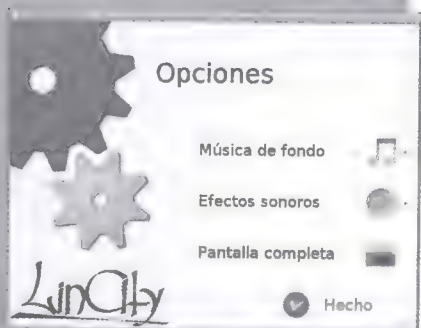 Opciones
Música de fondo
Efectos sonoros
Pantalla completa
LinCity
Hecho